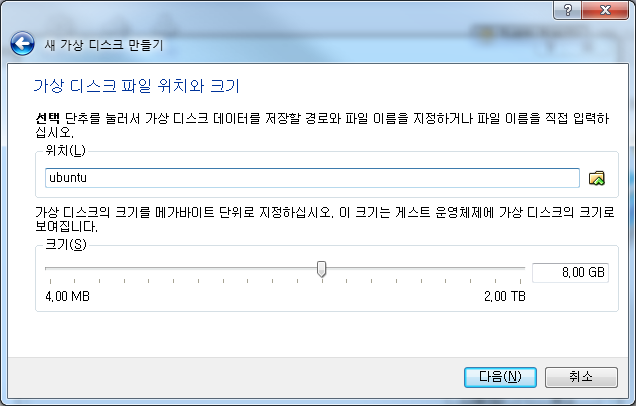 새 가상 디스크 만들기
가상 디스크 파일 위치와 크기
선택 단추를 눌러서 가상 디스크 데이터를 저장할 경로와 파일 이름을 지정하거나 파일 이름을 직접 입력하
십시오.
위치(L)
ubuntu
가상 디스크의 크기를 메가바이트 단위로 지정하십시오. 이 크기는 게스트 운영체제에 가상 디스크의 크기로
보여집니다.
크기(S)
8,00 GB
4,00 MB 2,00 TB
다음(N) 취소